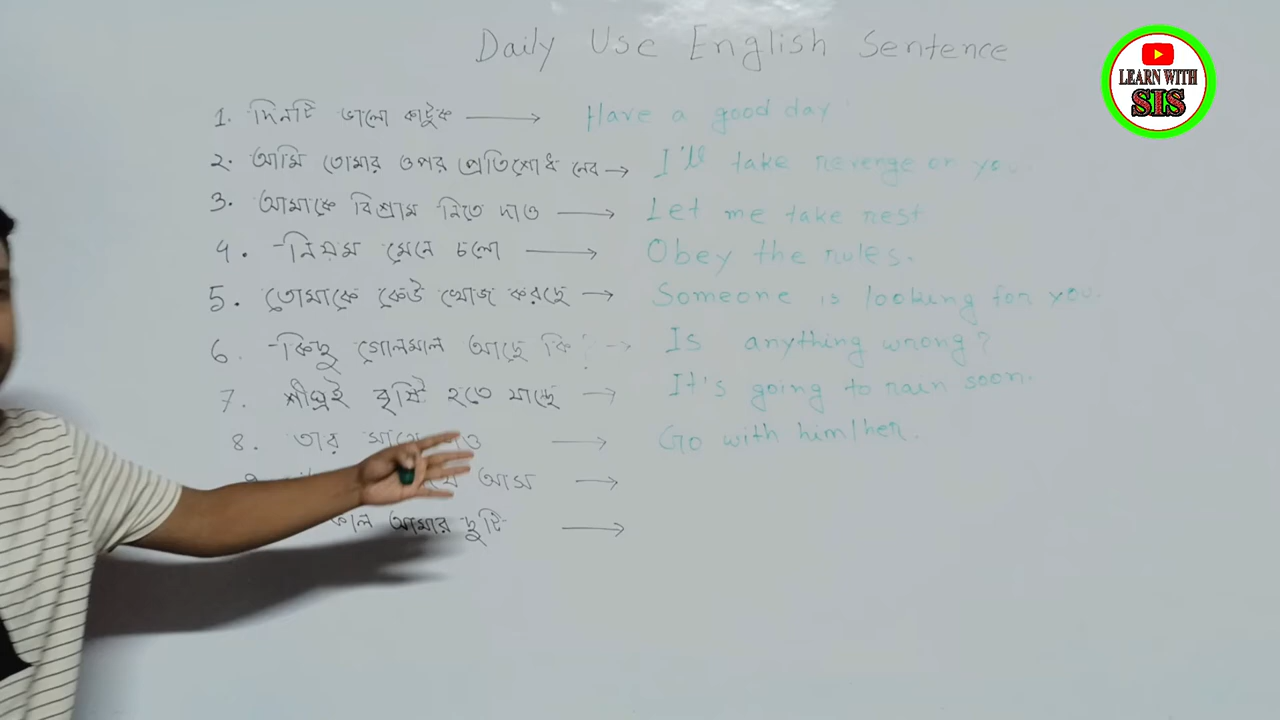 Daily Use English Sentence
LEARN WITH
SIS
1. দিনটি ভালো কাটুক → Have a good day.
২. আমি তোমার ওপর প্রতিশোধ নেব → I'll take revenge on you.
3. আমাকে বিশ্রাম নিতে দাও → Let me take rest
4. নিয়ম মেনে চলো → Obey the rules.
5. তোমাকে কেউ খোজ করছে → Someone is looking for you.
6. কিছু গোলমাল আছে কি? → Is anything wrong?
7. শীঘ্রই বৃষ্টি হতে যাচ্ছে → It's going to rain soon.
8. তার → Go with him/her.
আস →
কাল আমার ছুটি →